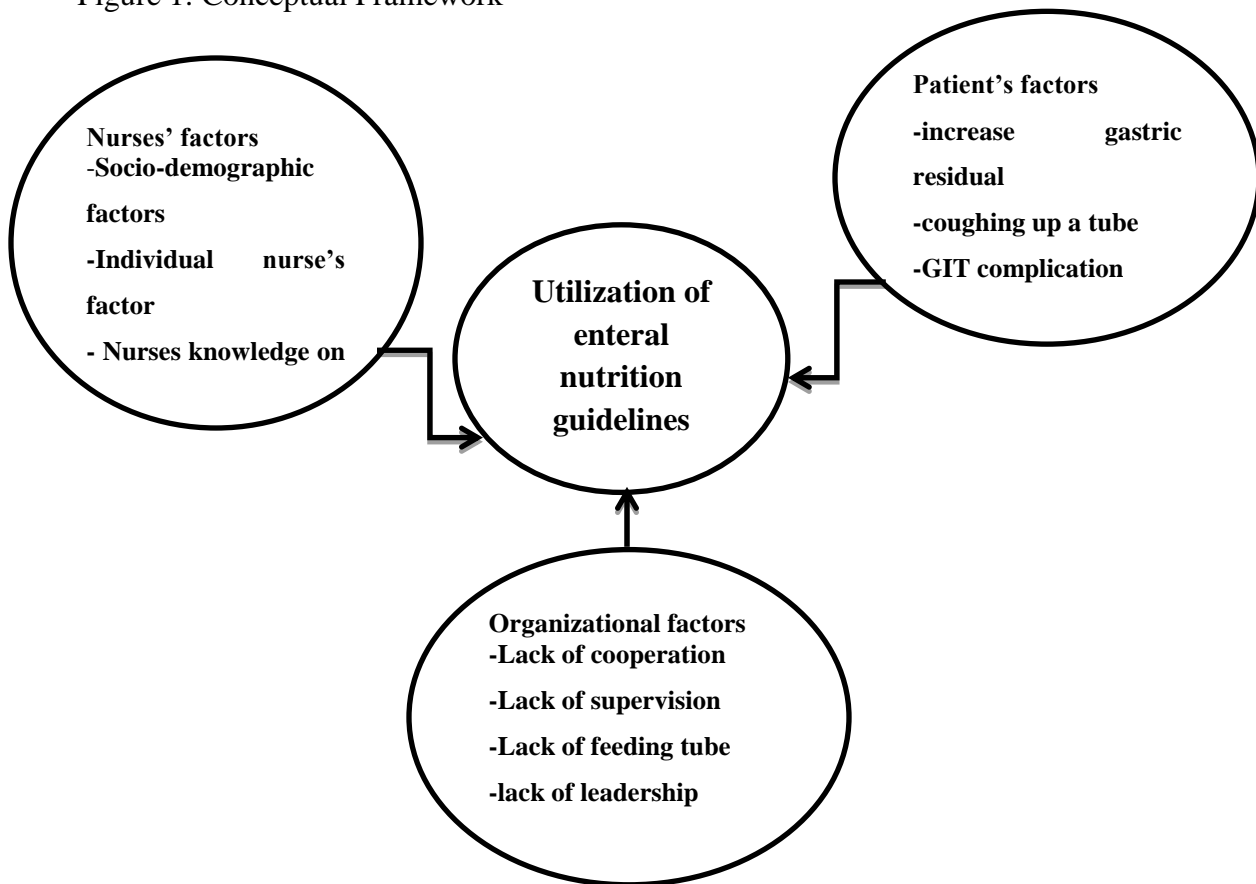 Figure 1: Conceptual Framework
Nurses’ factors
-Socio-demographic
factors
-Individual nurse’s
factor
- Nurses knowledge on
Patient’s factors
-increase gastric
residual
-coughing up a tube
-GIT complication
Utilization of
enteral
nutrition
guidelines
Organizational factors
-Lack of cooperation
-Lack of supervision
-Lack of feeding tube
-lack of leadership